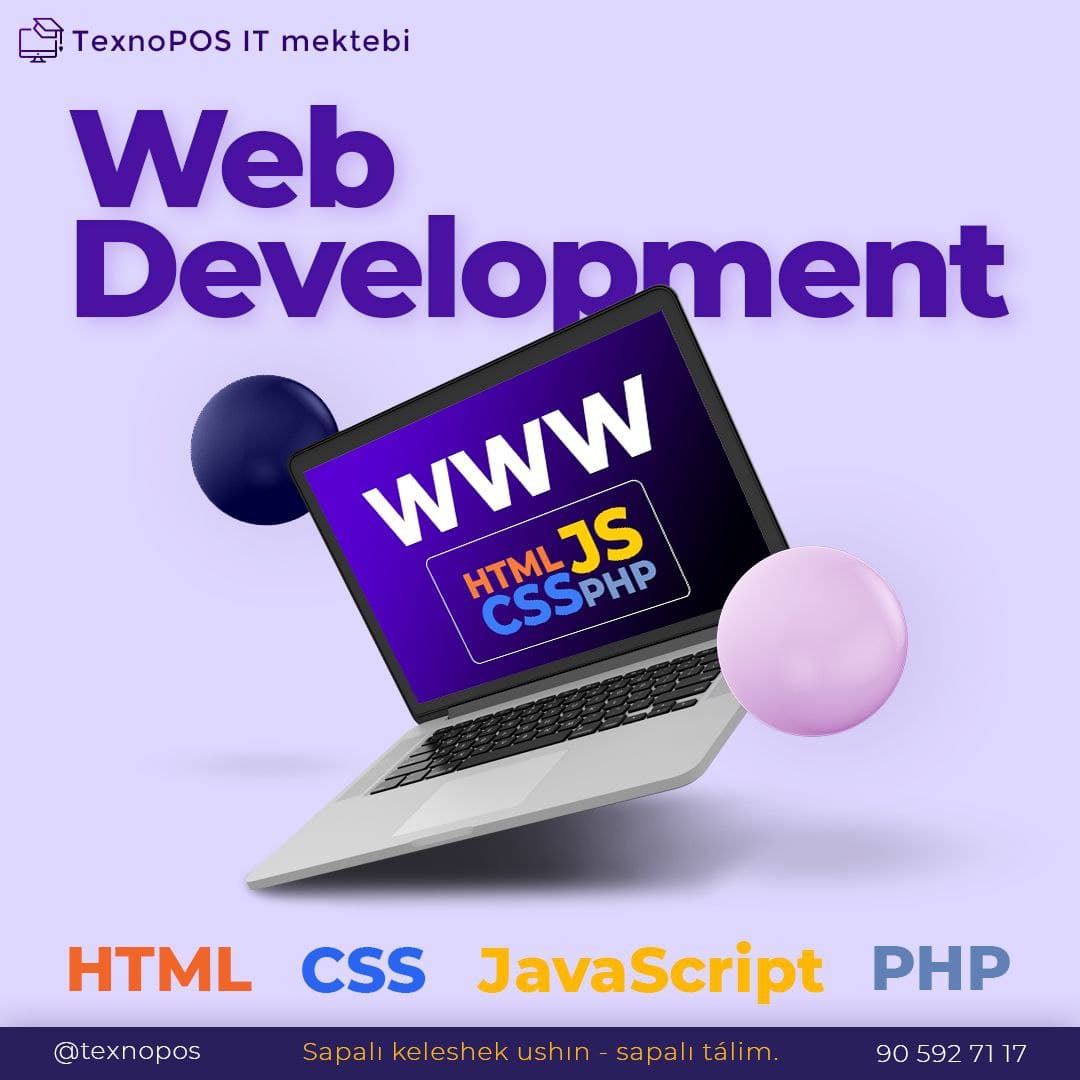 TexnoPOS IT mektebi
Web
Development
WWW
HTML JS
CSS PHP
HTML CSS JavaScript PHP
@texnopos Sapalı keleshek ushın - sapalı tálim. 90 592 71 17